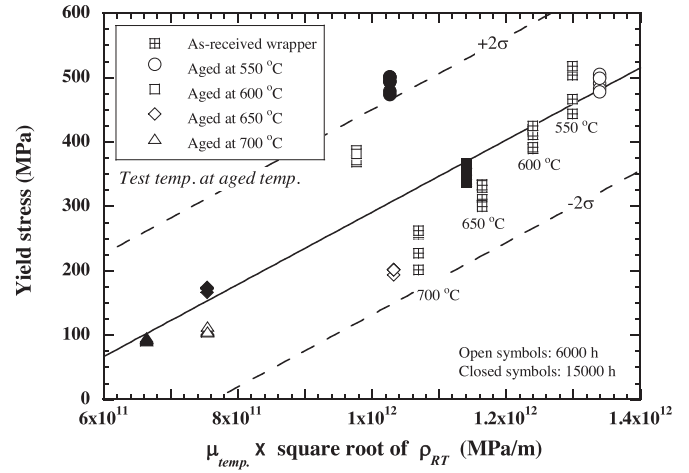 600
500
400
300
200
100
0
Yield stress (MPa)
As-received wrapper
Aged at 550 °C
Aged at 600 °C
Aged at 650 °C
Aged at 700 °C
Test temp. at aged temp.
+2σ
-2σ
550 °C
600 °C
650 °C
700 °C
Open symbols: 6000 h
Closed symbols: 15000 h
6x10¹¹ 8x10¹¹ 1x10¹² 1.2x10¹² 1.4x10¹²
μtemp. X square root of ρRT (MPa/m)